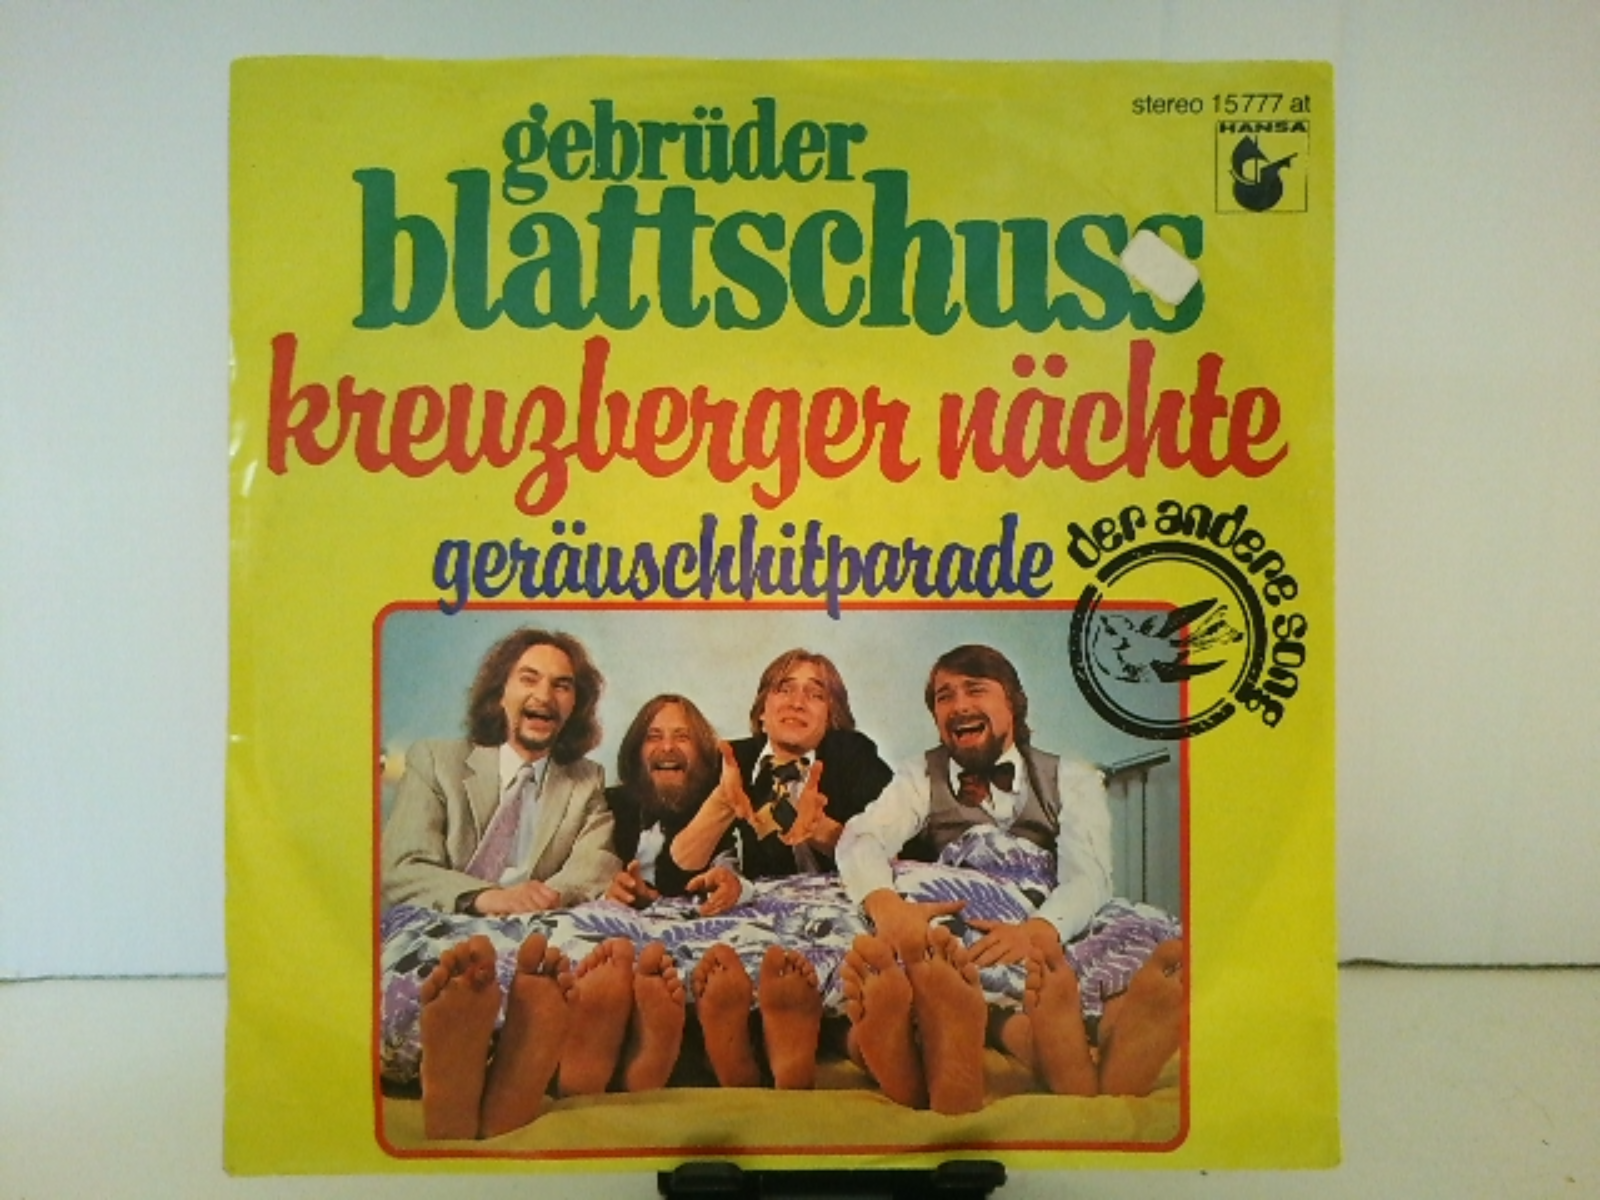 stereo 15777 at
HANSA
gebrüder
blattschuss
kreuzberger nächte
geräuschhitparade
der andere song